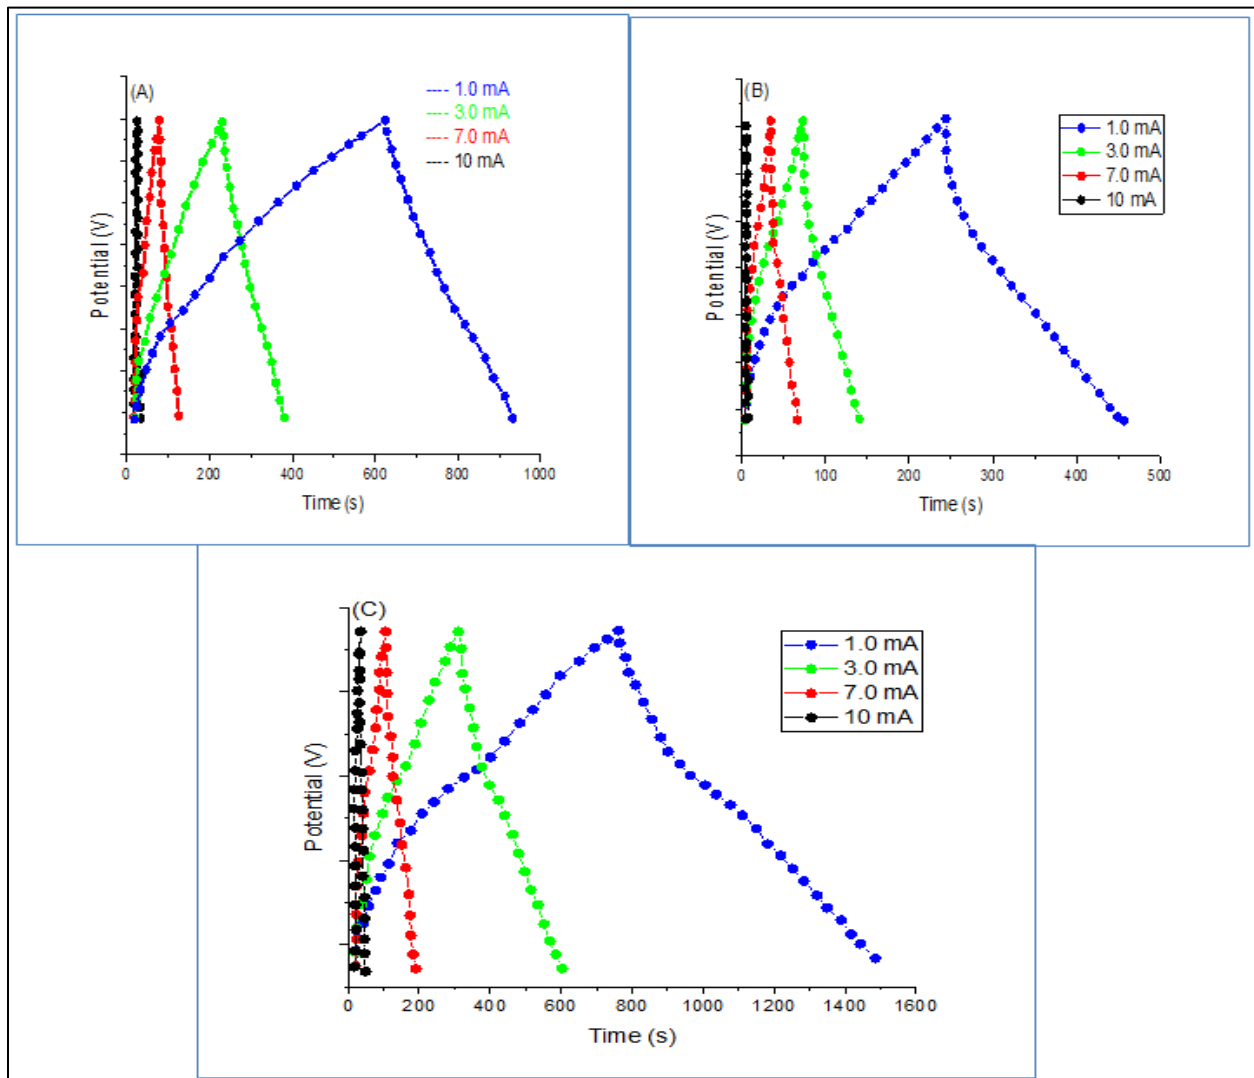 (A)
---- 1.0 mA
---- 3.0 mA
---- 7.0 mA
---- 10 mA
Potential (V)
0 200 400 600 800 1000
Time (s)
(B)
1.0 mA
3.0 mA
7.0 mA
10 mA
Potential (V)
0 100 200 300 400 500
Time (s)
(C)
1.0 mA
3.0 mA
7.0 mA
10 mA
Potential (V)
0 200 400 600 800 1000 1200 1400 1600
Time (s)